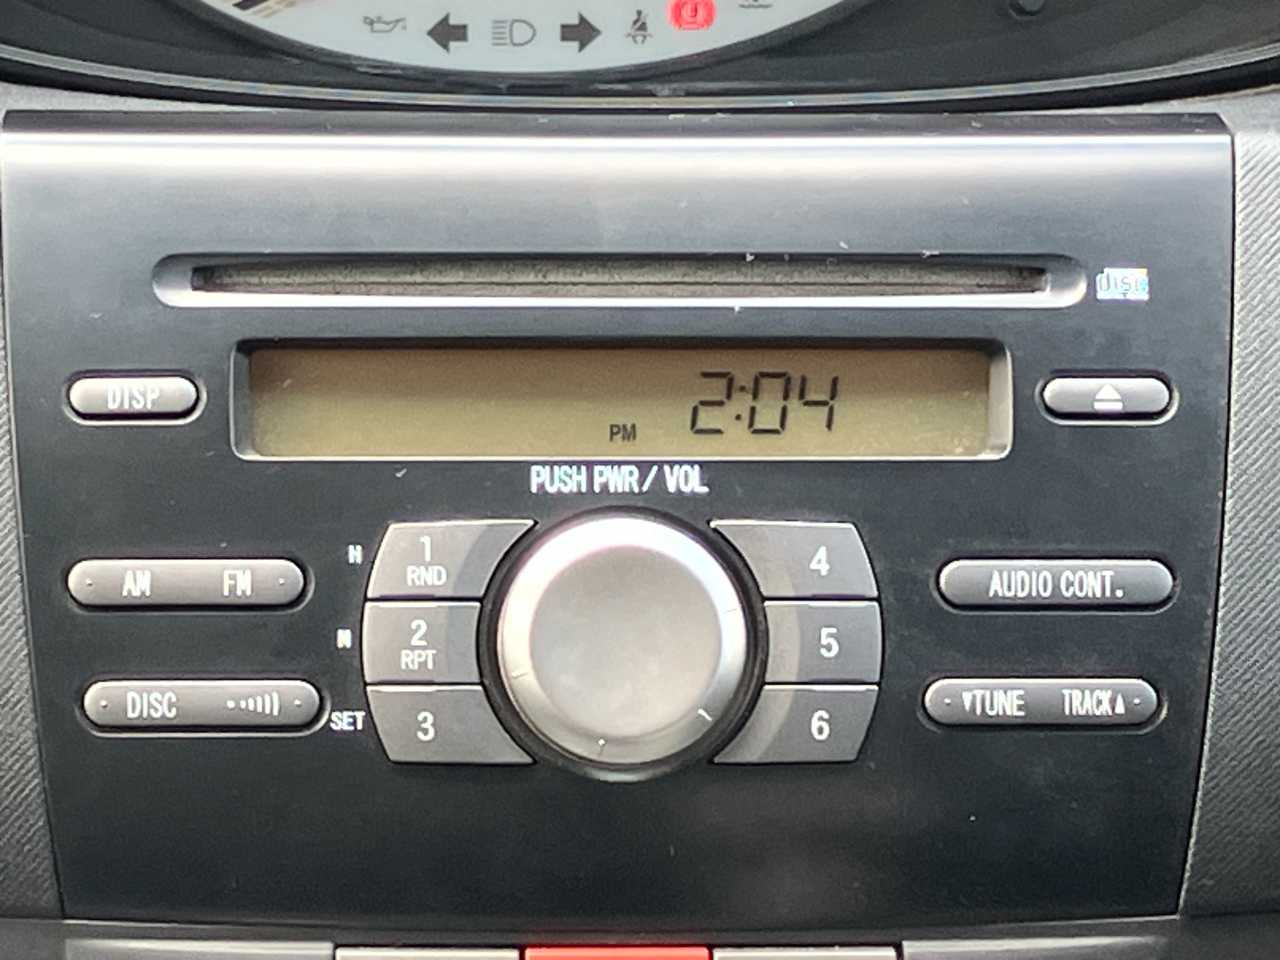 disc
DISP
2:04
PM
PUSH PWR / VOL
H
1
RND
4
AM FM
AUDIO CONT.
M
2
RPT
5
DISC
▼TUNE TRACK▲
SET
3
6